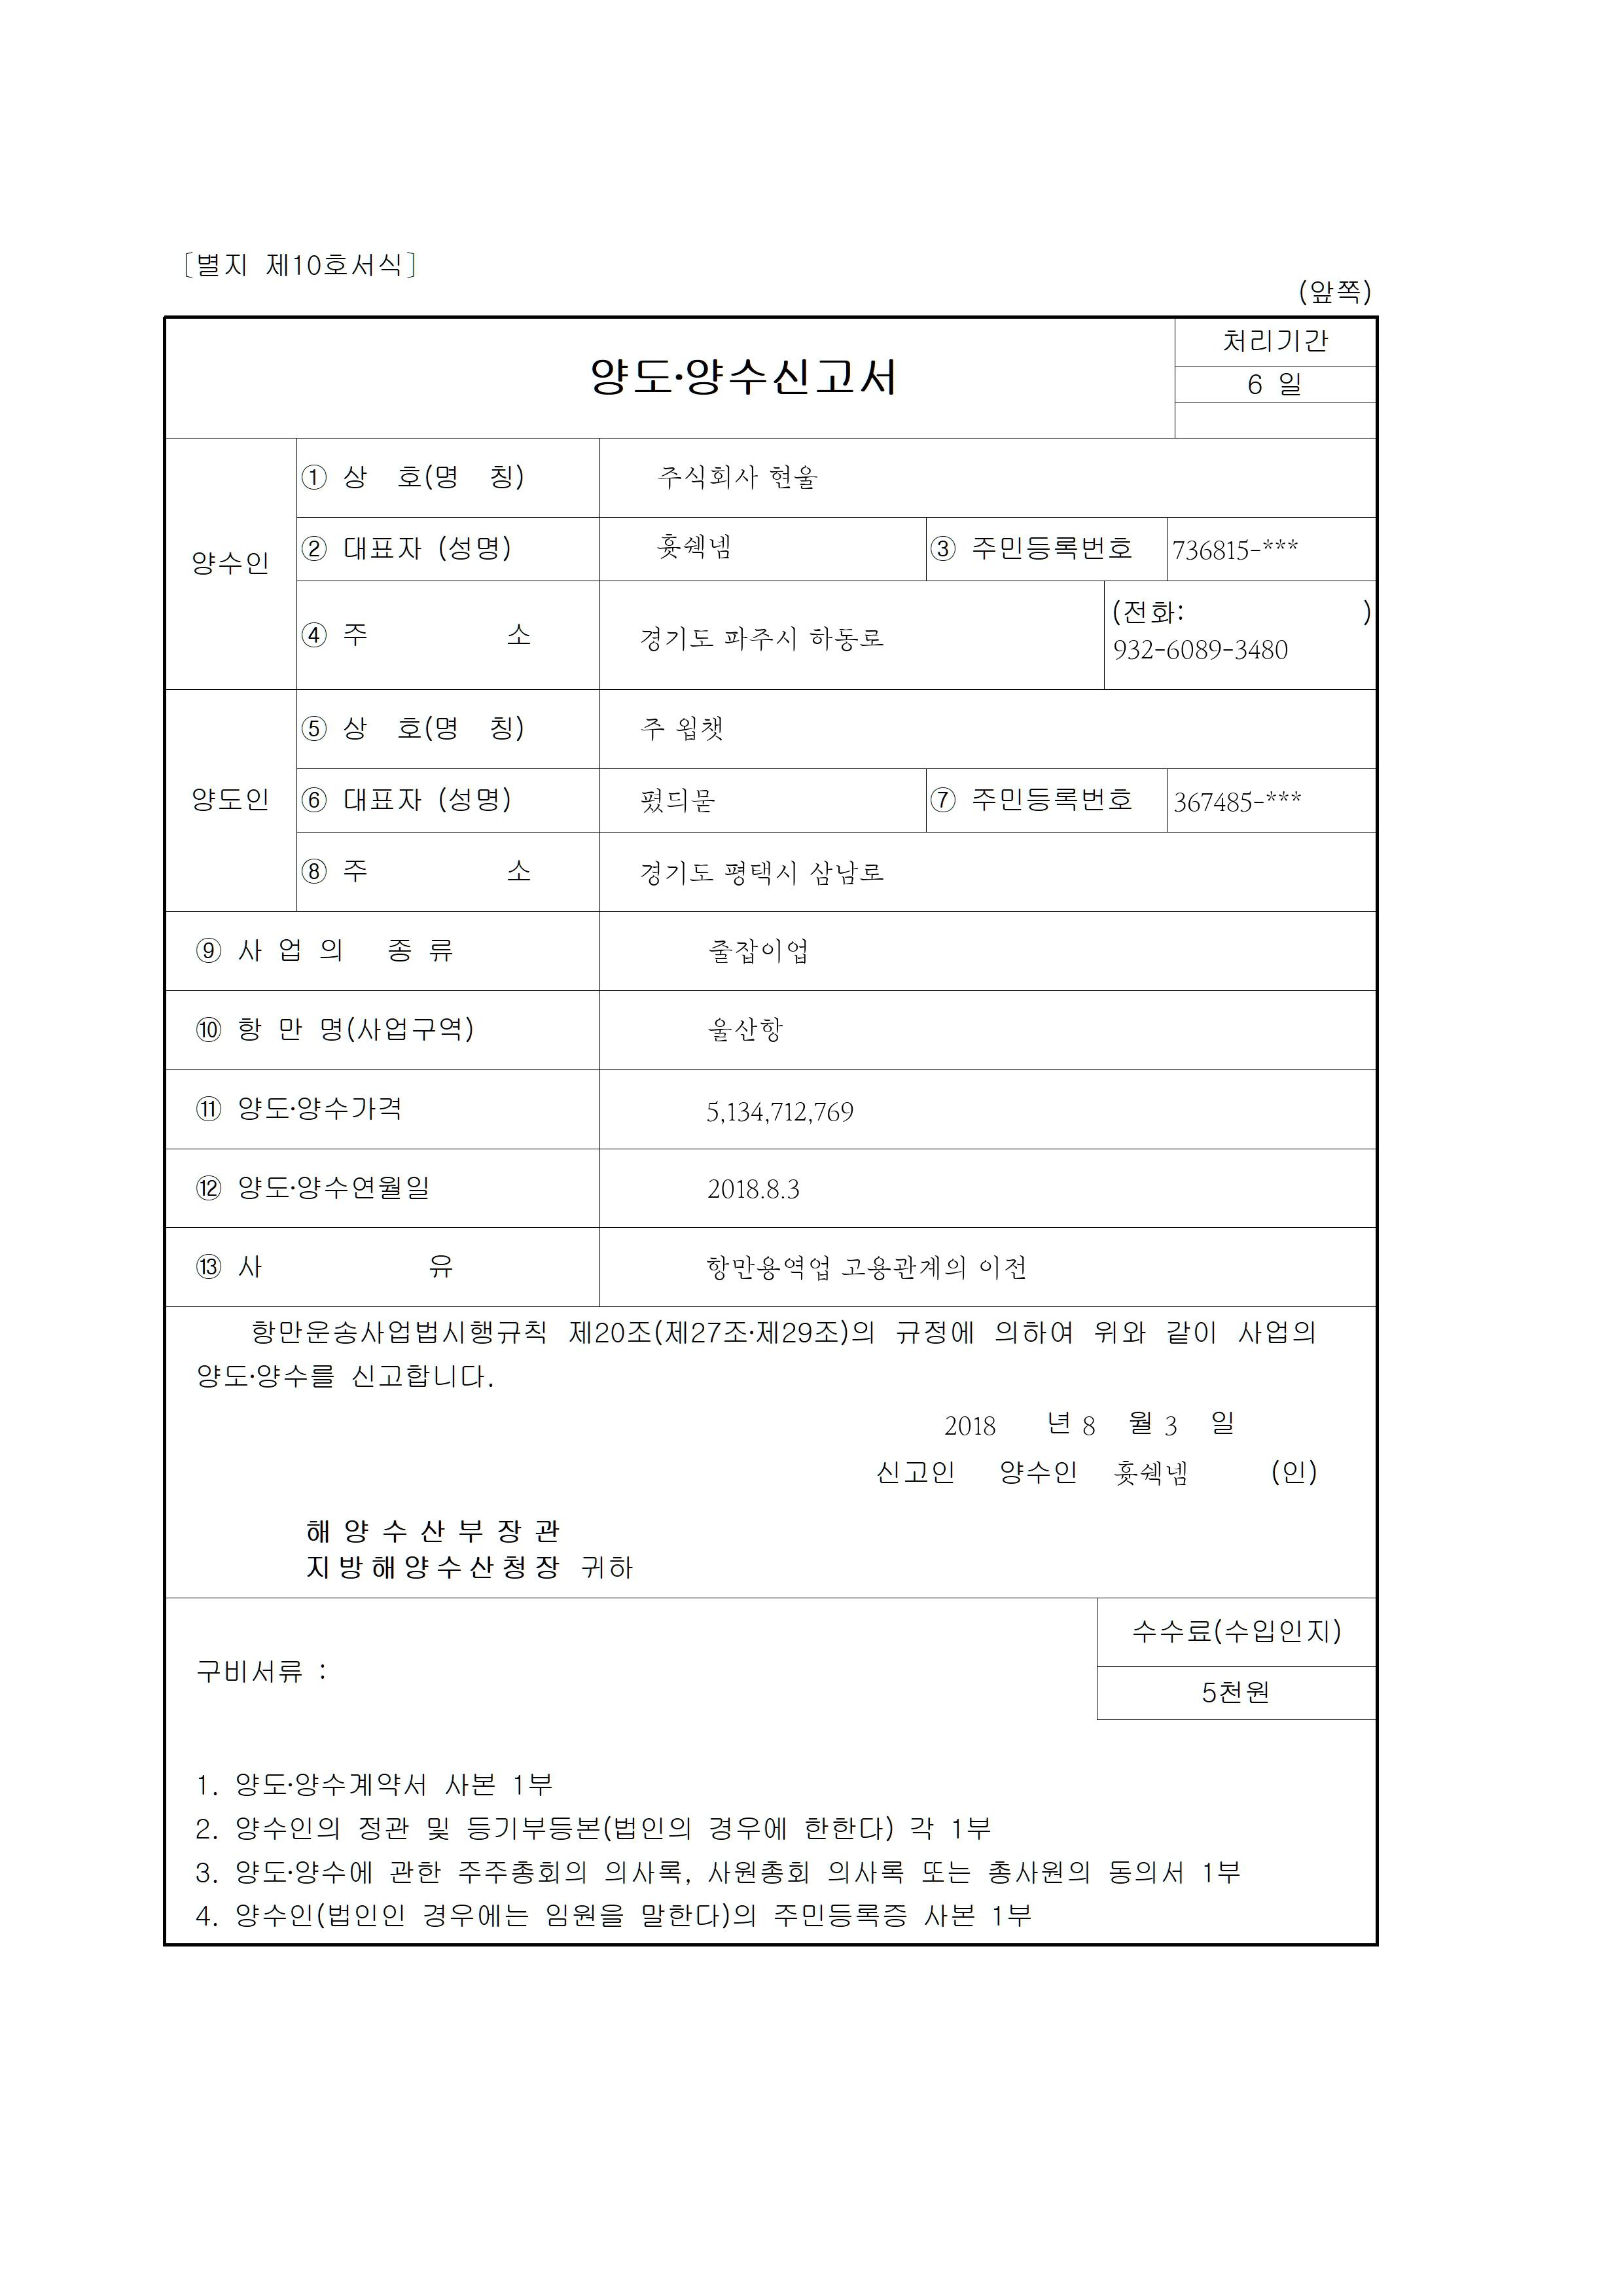 [별지 제10호서식]
(앞쪽)
양도·양수신고서
처리기간
6 일
양수인
① 상 호(명 칭)
주식회사 현울
② 대표자 (성명)
훗쉑넴
③ 주민등록번호
736815-***
④ 주 소
경기도 파주시 하동로
(전화: )
932-6089-3480
양도인
⑤ 상 호(명 칭)
주 윕챗
⑥ 대표자 (성명)
폈듸묻
⑦ 주민등록번호
367485-***
⑧ 주 소
경기도 평택시 삼남로
⑨ 사 업 의 종 류
줄잡이업
⑩ 항 만 명(사업구역)
울산항
⑪ 양도·양수가격
5,134,712,769
⑫ 양도·양수연월일
2018.8.3
⑬ 사 유
항만용역업 고용관계의 이전
항만운송사업법시행규칙 제20조(제27조·제29조)의 규정에 의하여 위와 같이 사업의
양도·양수를 신고합니다.
2018 년 8 월 3 일
신고인 양수인 훗쉑넴 (인)
해 양 수 산 부 장 관
지방해양수산청장 귀하
구비서류 :
수수료(수입인지)
5천원
1. 양도·양수계약서 사본 1부
2. 양수인의 정관 및 등기부등본(법인의 경우에 한한다) 각 1부
3. 양도·양수에 관한 주주총회의 의사록, 사원총회 의사록 또는 총사원의 동의서 1부
4. 양수인(법인인 경우에는 임원을 말한다)의 주민등록증 사본 1부